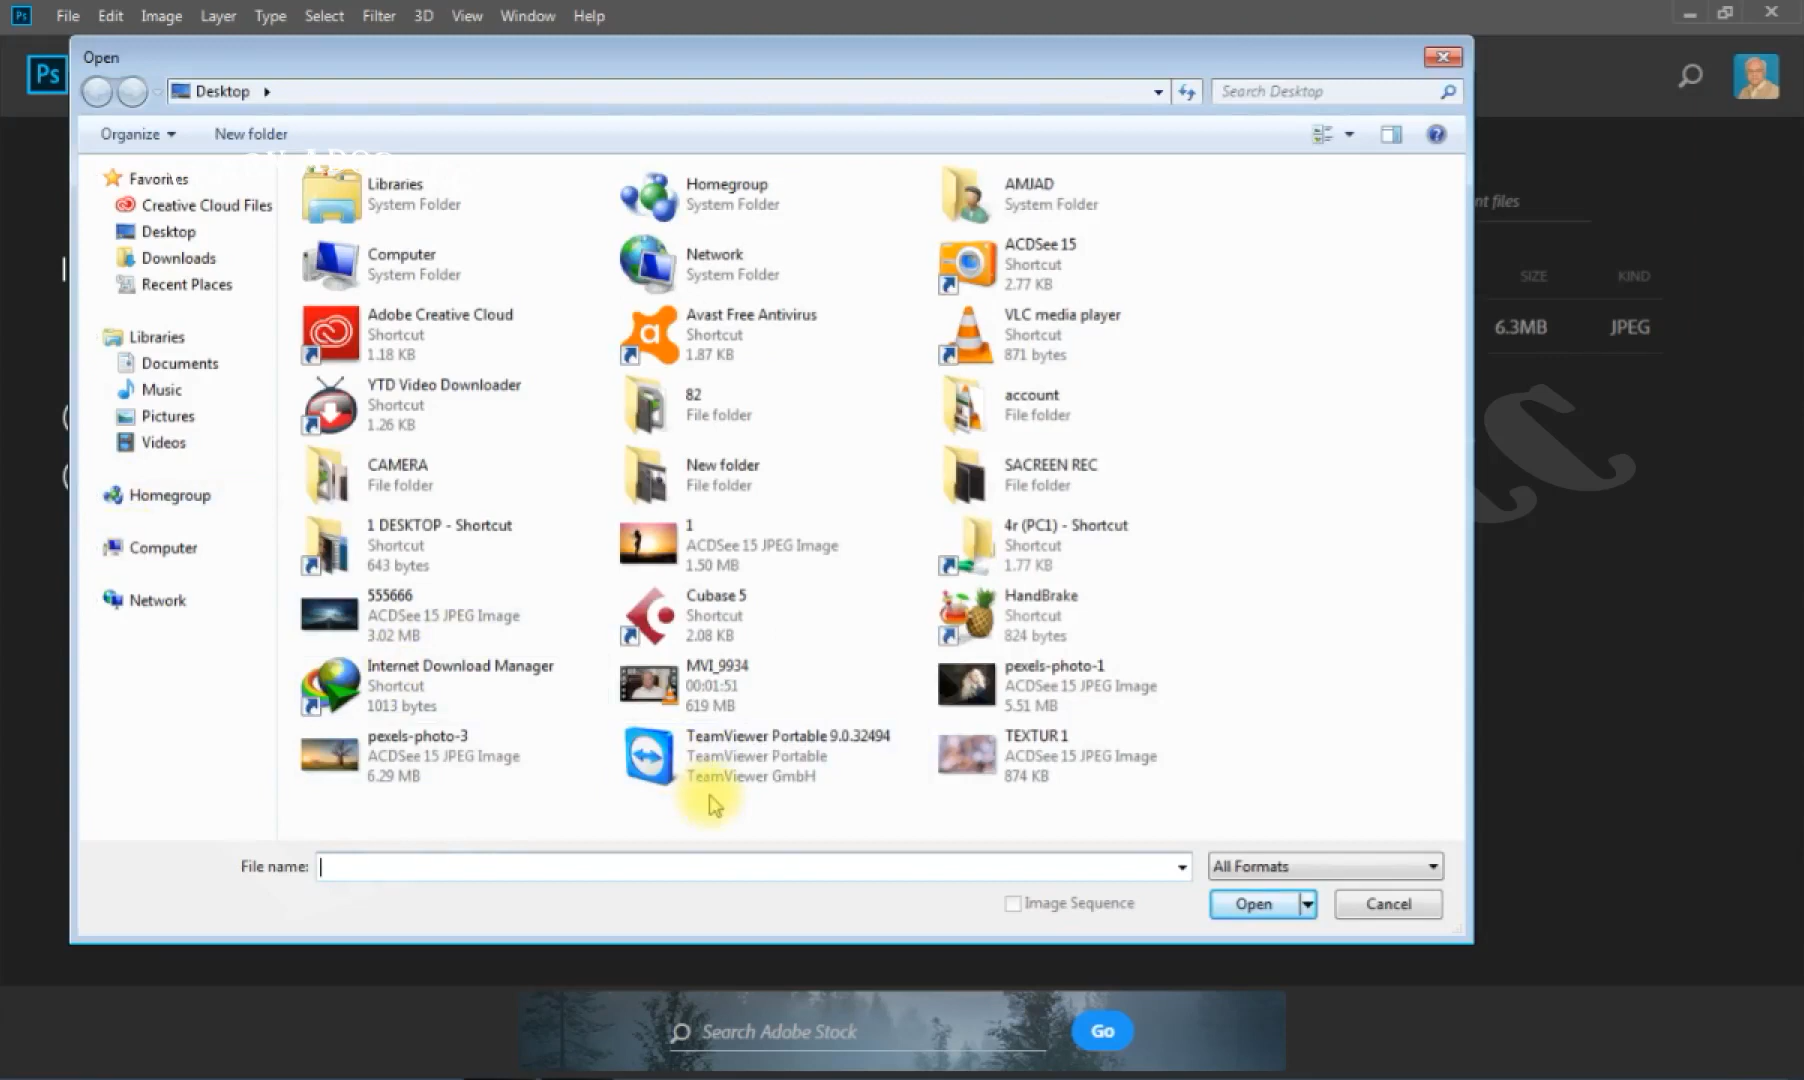 Ps File Edit Image Layer Type Select Filter 3D View Window Help
Open
Ps
Desktop
Search Desktop
Organize New folder
Favorites
Creative Cloud Files
Desktop
Downloads
Recent Places
Libraries
Documents
Music
Pictures
Videos
Homegroup
Computer
Network
Libraries
System Folder
Homegroup
System Folder
AMJAD
System Folder
Computer
System Folder
Network
System Folder
ACDSee 15
Shortcut
2.77 KB
Adobe Creative Cloud
Shortcut
1.18 KB
Avast Free Antivirus
Shortcut
1.87 KB
VLC media player
Shortcut
871 bytes
YTD Video Downloader
Shortcut
1.26 KB
82
File folder
account
File folder
CAMERA
File folder
New folder
File folder
SACREEN REC
File folder
1 DESKTOP - Shortcut
Shortcut
643 bytes
1
ACDSee 15 JPEG Image
1.50 MB
4r (PC1) - Shortcut
Shortcut
1.77 KB
555666
ACDSee 15 JPEG Image
3.02 MB
Cubase 5
Shortcut
2.08 KB
HandBrake
Shortcut
824 bytes
Internet Download Manager
Shortcut
1013 bytes
MVI_9934
00:01:51
619 MB
pexels-photo-1
ACDSee 15 JPEG Image
5.51 MB
pexels-photo-3
ACDSee 15 JPEG Image
6.29 MB
TeamViewer Portable 9.0.32494
TeamViewer Portable
TeamViewer GmbH
TEXTUR 1
ACDSee 15 JPEG Image
874 KB
nt files
SIZE KIND
6.3MB JPEG
File name:
All Formats
Image Sequence
Open
Cancel
Search Adobe Stock
Go